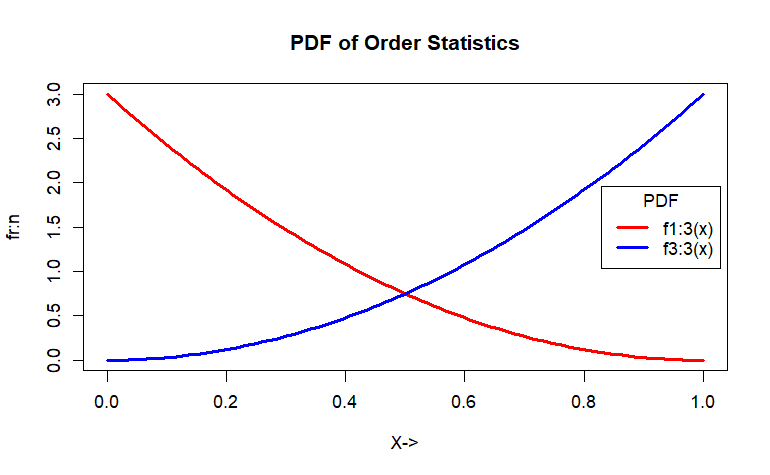 PDF of Order Statistics
fr:n
3.0
2.5
2.0
1.5
1.0
0.5
0.0
PDF
f1:3(x)
f3:3(x)
0.0 0.2 0.4 0.6 0.8 1.0
X->